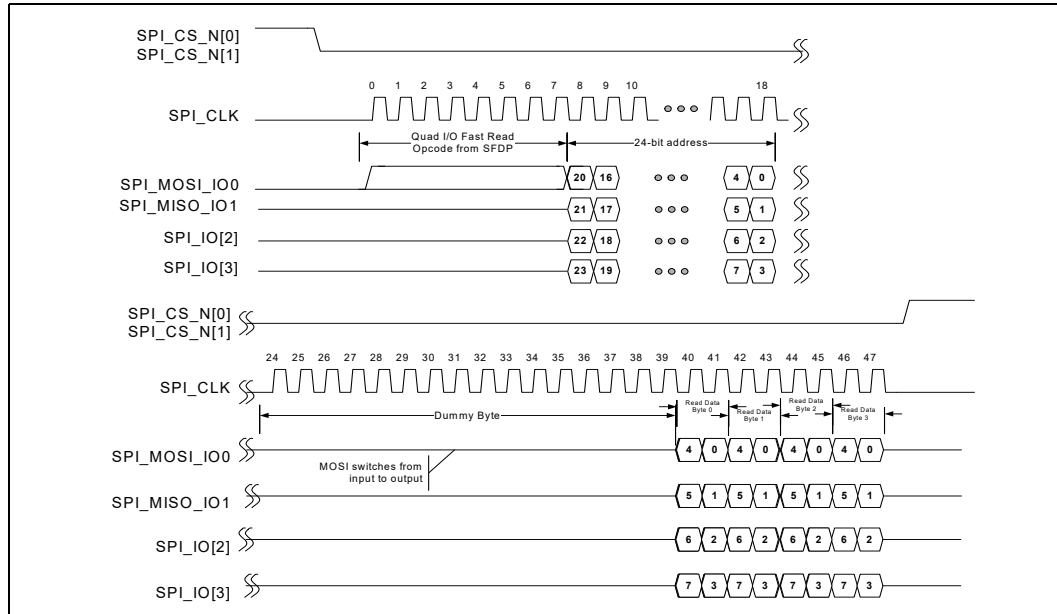 SPI_CS_N[0]
SPI_CS_N[1]
0 1 2 3 4 5 6 7 8 9 10 18
SPI_CLK
Quad I/O Fast Read
Opcode from SFDP
24-bit address
SPI_MOSI_IO0 20 16 4 0
SPI_MISO_IO1 21 17 5 1
SPI_IO[2] 22 18 6 2
SPI_IO[3] 23 19 7 3
SPI_CS_N[0]
SPI_CS_N[1]
24 25 26 27 28 29 30 31 32 33 34 35 36 37 38 39 40 41 42 43 44 45 46 47
SPI_CLK
Dummy Byte
Read Data
Byte 0
Read Data
Byte 1
Read Data
Byte 2
Read Data
Byte 3
SPI_MOSI_IO0 4 0 4 0 4 0 4 0
MOSI switches from
input to output
SPI_MISO_IO1 5 1 5 1 5 1 5 1
SPI_IO[2] 6 2 6 2 6 2 6 2
SPI_IO[3] 7 3 7 3 7 3 7 3